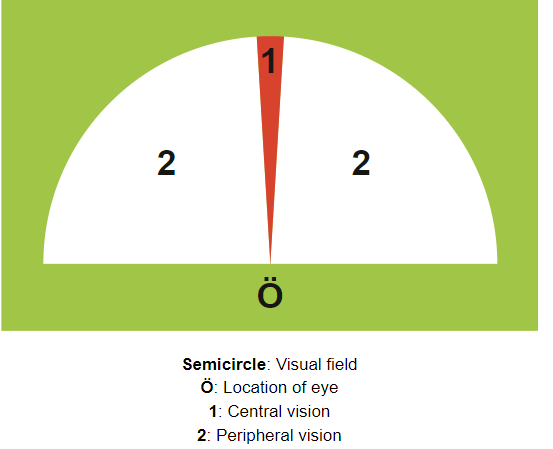 1
2 2
Ö
Semicircle: Visual field
Ö: Location of eye
1: Central vision
2: Peripheral vision